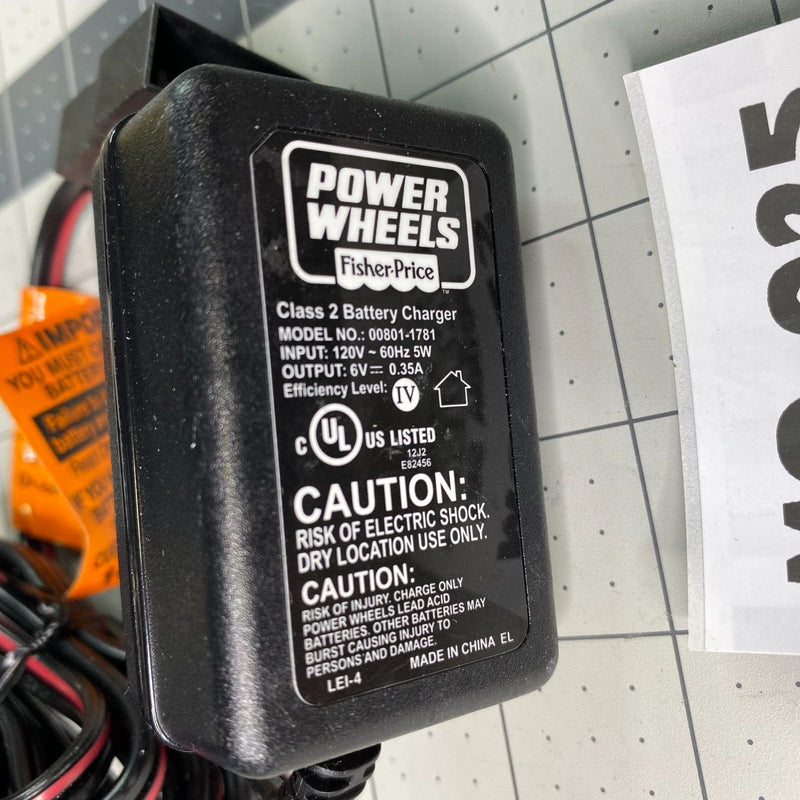 POWER
WHEELS
Fisher-Price
TM
Class 2 Battery Charger
MODEL NO.: 00801-1781
INPUT: 120V ~ 60Hz 5W
OUTPUT: 6V⎓ 0.35A
Efficiency Level: IV
C UL US LISTED
12J2
E82456
CAUTION:
RISK OF ELECTRIC SHOCK.
DRY LOCATION USE ONLY.
CAUTION:
RISK OF INJURY. CHARGE ONLY
POWER WHEELS LEAD ACID
BATTERIES. OTHER BATTERIES MAY
BURST CAUSING INJURY TO
PERSONS AND DAMAGE.
LEI-4 MADE IN CHINA EL
YOU MUST